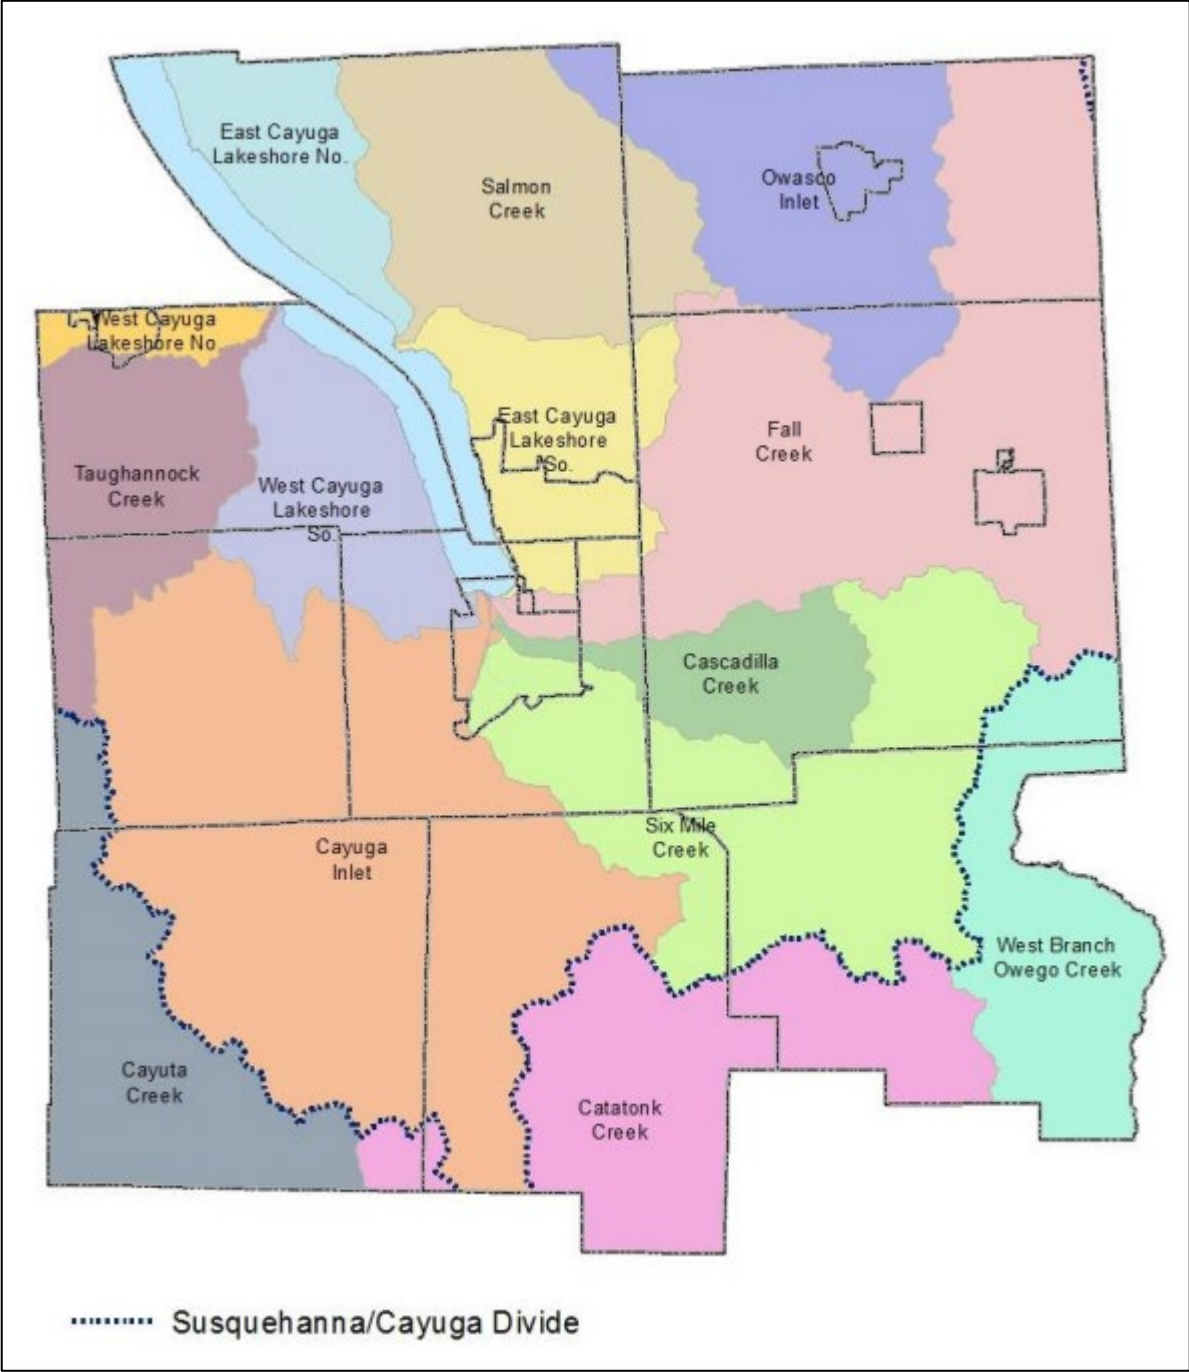 East Cayuga
Lakeshore No.
Salmon
Creek
Owasco
Inlet
West Cayuga
Lakeshore No
East Cayuga
Lakeshore
So.
Fall
Creek
Taughannock
Creek
West Cayuga
Lakeshore
So.
Cascadilla
Creek
Six Mile
Creek
Cayuga
Inlet
West Branch
Owego Creek
Cayuta
Creek
Catatonk
Creek
Susquehanna/Cayuga Divide